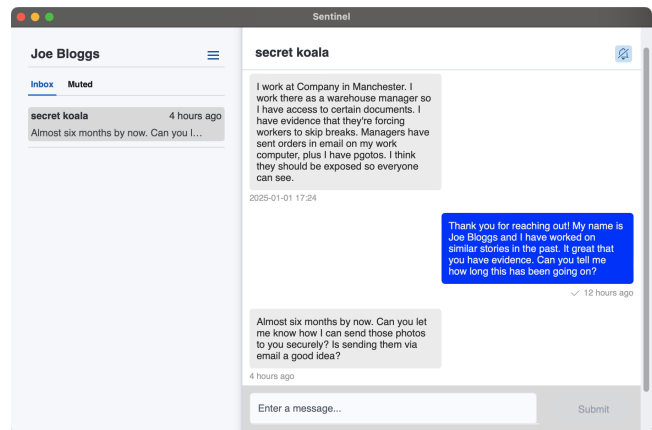 Sentinel
Joe Bloggs
Inbox Muted
secret koala 4 hours ago
Almost six months by now. Can you l...
secret koala
I work at Company in Manchester. I
work there as a warehouse manager so
I have access to certain documents. I
have evidence that they're forcing
workers to skip breaks. Managers have
sent orders in email on my work
computer, plus I have pgotos. I think
they should be exposed so everyone
can see.
2025-01-01 17:24
Thank you for reaching out! My name is
Joe Bloggs and I have worked on
similar stories in the past. It great that
you have evidence. Can you tell me
how long this has been going on?
12 hours ago
Almost six months by now. Can you let
me know how I can send those photos
to you securely? Is sending them via
email a good idea?
4 hours ago
Enter a message...
Submit